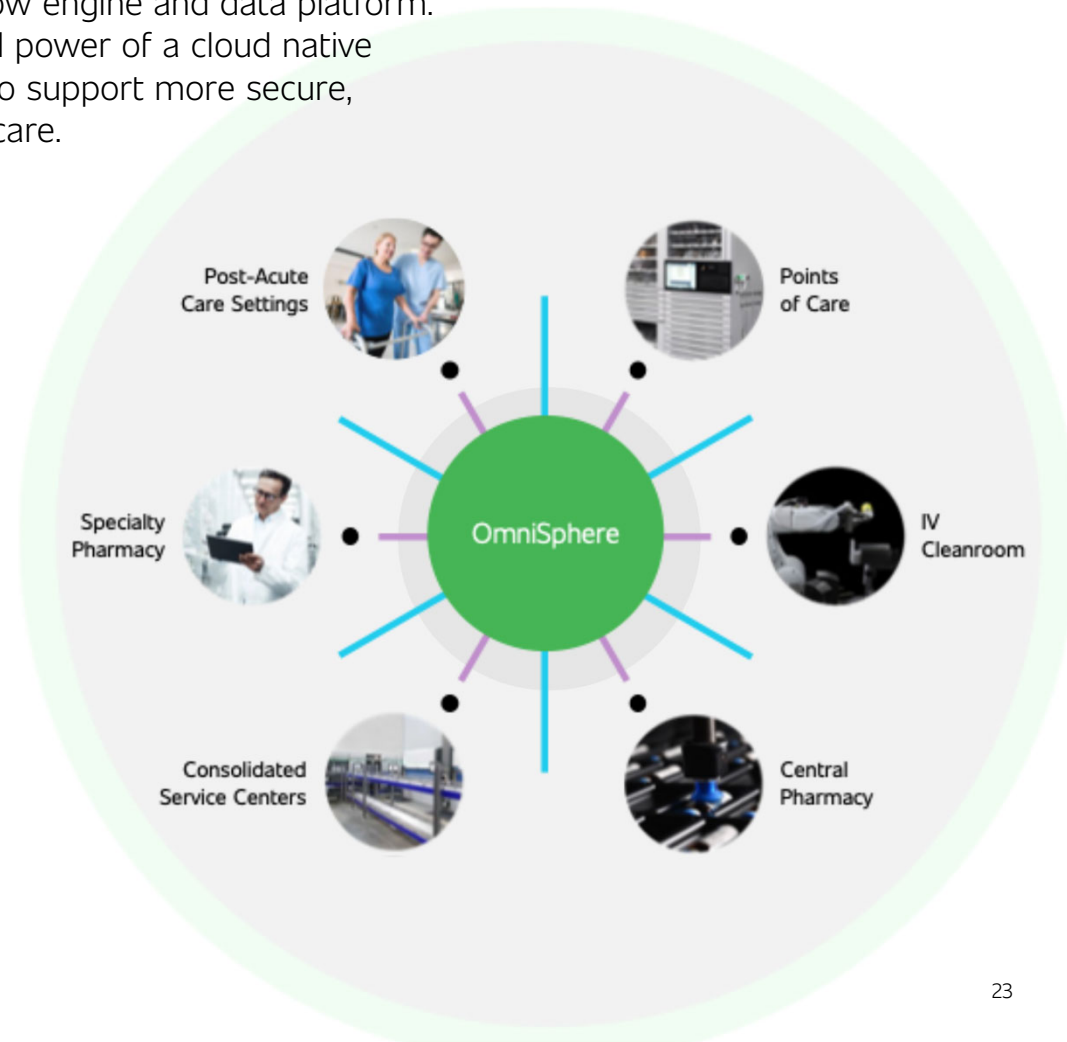 engine and data platform.
power of a cloud native
support more secure,
care.
Post-Acute
Care Settings
Points
of Care
Specialty
Pharmacy
OmniSphere
IV
Cleanroom
Consolidated
Service Centers
Central
Pharmacy
23